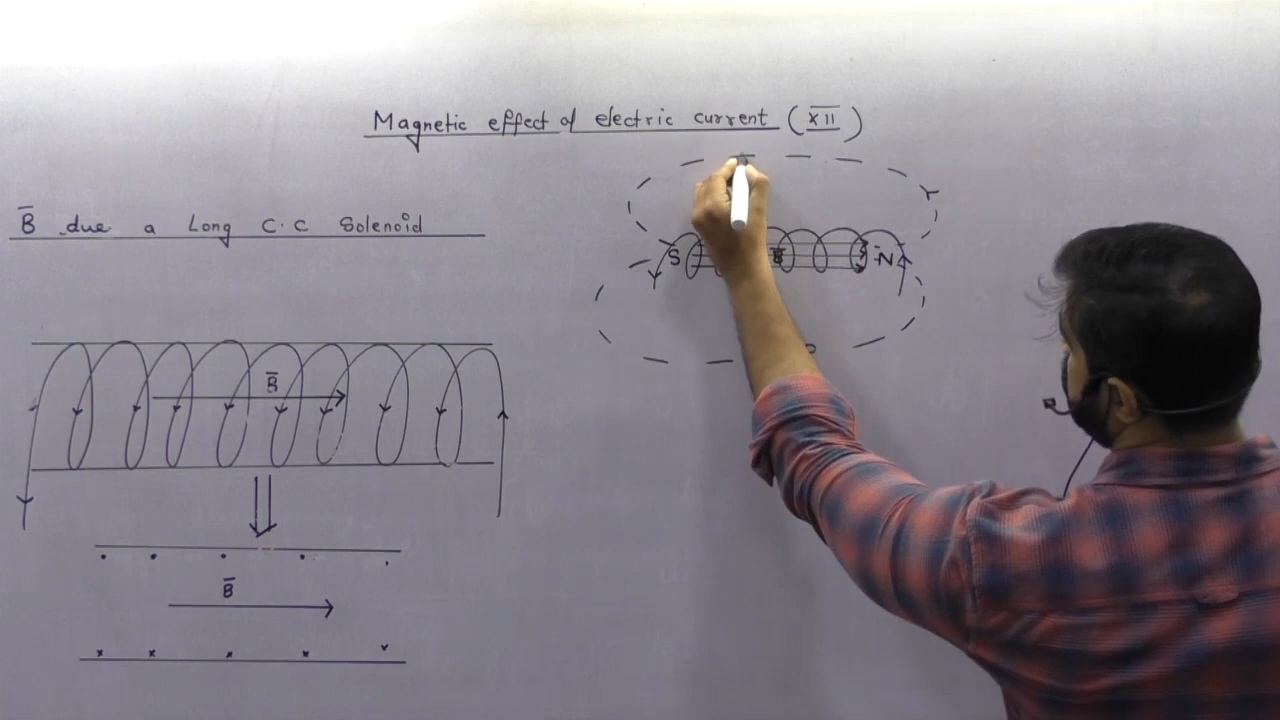 Magnetic effect of electric current (XII)
B̅ due a Long C.C Solenoid
S B̅ N
B̅
B̅